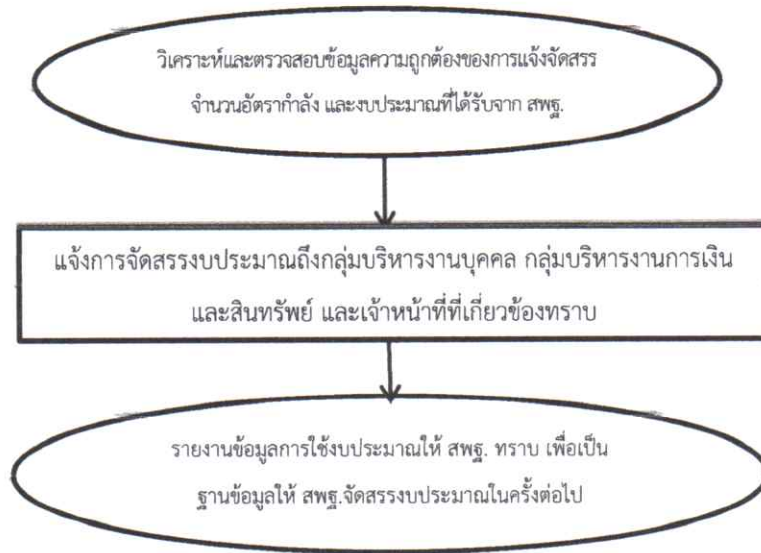 วิเคราะห์และตรวจสอบข้อมูลความถูกต้องของการแจ้งจัดสรร
จำนวนอัตรากำลัง และงบประมาณที่ได้รับจาก สพฐ.
แจ้งการจัดสรรงบประมาณถึงกลุ่มบริหารงานบุคคล กลุ่มบริหารงานการเงิน
และสินทรัพย์ และเจ้าหน้าที่ที่เกี่ยวข้องทราบ
รายงานข้อมูลการใช้งบประมาณให้ สพฐ. ทราบ เพื่อเป็น
ฐานข้อมูลให้ สพฐ.จัดสรรงบประมาณในครั้งต่อไป